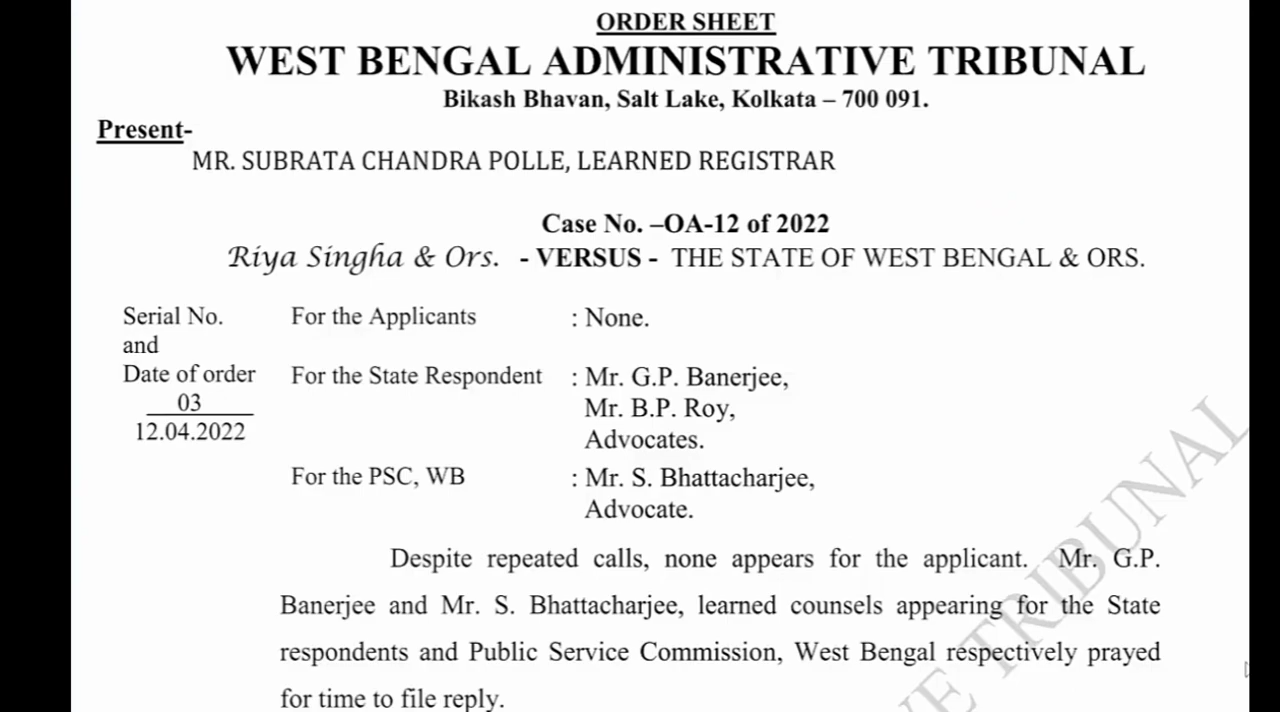 ORDER SHEET
WEST BENGAL ADMINISTRATIVE TRIBUNAL
Bikash Bhavan, Salt Lake, Kolkata – 700 091.
Present-
MR. SUBRATA CHANDRA POLLE, LEARNED REGISTRAR
Case No. –OA-12 of 2022
Riya Singha & Ors. - VERSUS - THE STATE OF WEST BENGAL & ORS.
Serial No.
and
Date of order
03
12.04.2022
For the Applicants : None.
For the State Respondent : Mr. G.P. Banerjee,
Mr. B.P. Roy,
Advocates.
For the PSC, WB : Mr. S. Bhattacharjee,
Advocate.
Despite repeated calls, none appears for the applicant. Mr. G.P.
Banerjee and Mr. S. Bhattacharjee, learned counsels appearing for the State
respondents and Public Service Commission, West Bengal respectively prayed
for time to file reply.
VE TRIBUNAL